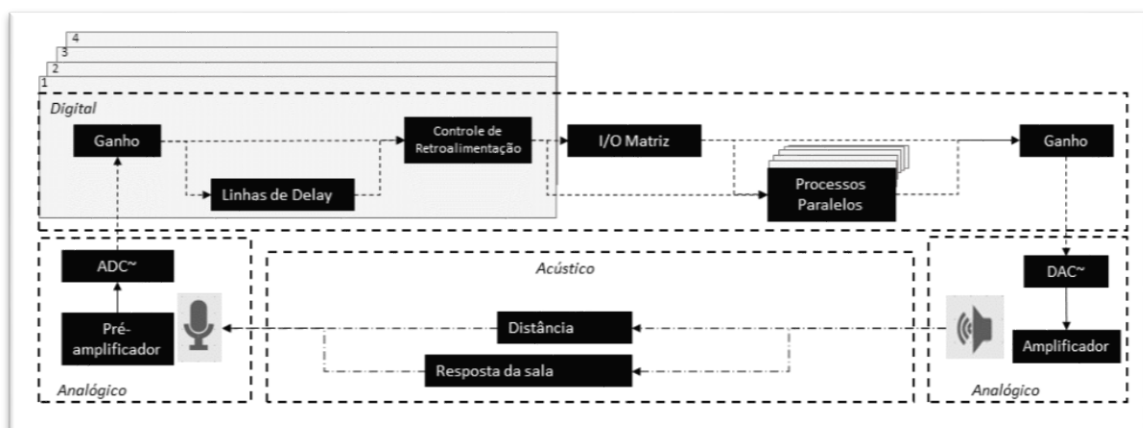 4
3
2
1
Digital
Ganho
Linhas de Delay
Controle de
Retroalimentação
I/O Matriz
Processos
Paralelos
Ganho
ADC~
Pré-
amplificador
Analógico
Acústico
Distância
Resposta da sala
DAC~
Amplificador
Analógico